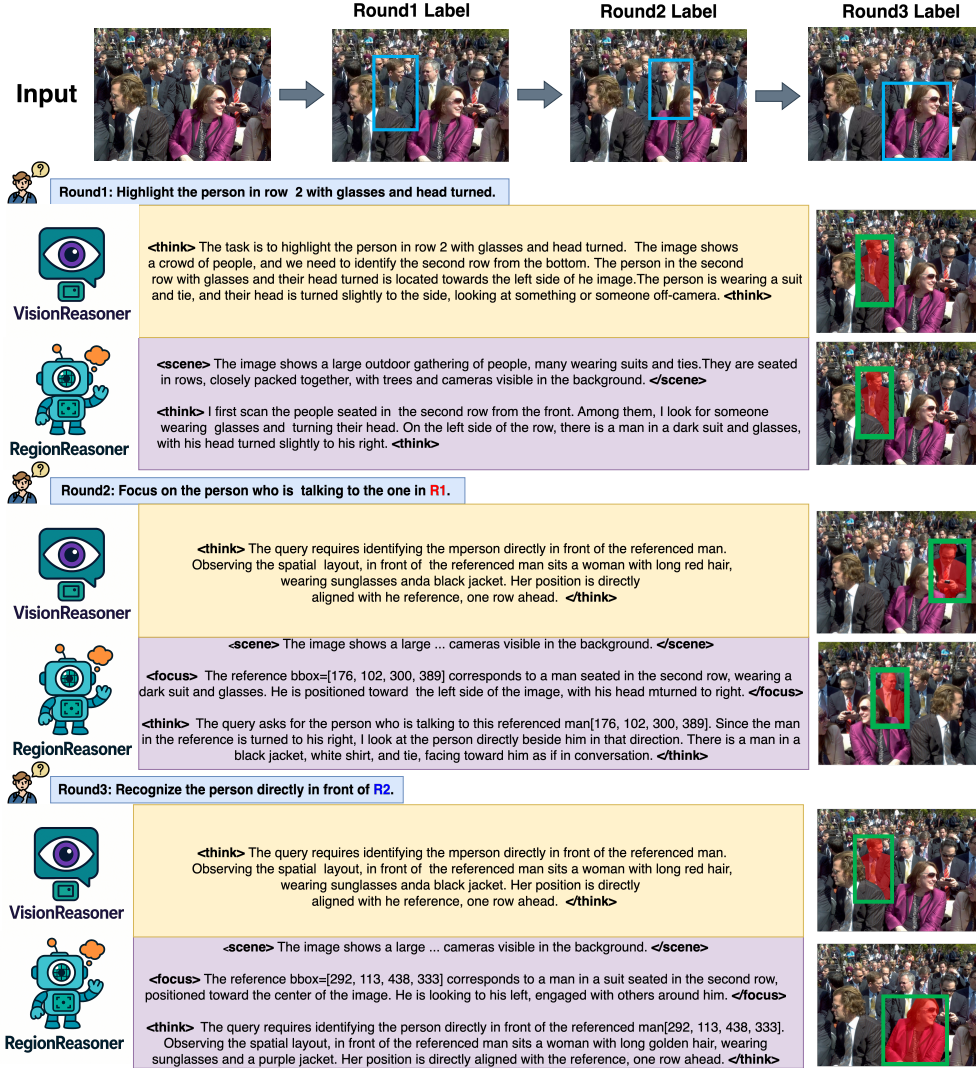 Round1 Label
Round2 Label
Round3 Label
Input
Round1: Highlight the person in row 2 with glasses and head turned.
VisionReasoner
<think> The task is to highlight the person in row 2 with glasses and head turned. The image shows
a crowd of people, and we need to identify the second row from the bottom. The person in the second
row with glasses and their head turned is located towards the left side of he image.The person is wearing a suit
and tie, and their head is turned slightly to the side, looking at something or someone off-camera. <think>
RegionReasoner
<scene> The image shows a large outdoor gathering of people, many wearing suits and ties.They are seated
in rows, closely packed together, with trees and cameras visible in the background. </scene>
<think> I first scan the people seated in the second row from the front. Among them, I look for someone
wearing glasses and turning their head. On the left side of the row, there is a man in a dark suit and glasses,
with his head turned slightly to his right. <think>
Round2: Focus on the person who is talking to the one in R1.
VisionReasoner
<think> The query requires identifying the mperson directly in front of the referenced man.
Observing the spatial layout, in front of the referenced man sits a woman with long red hair,
wearing sunglasses anda black jacket. Her position is directly
aligned with he reference, one row ahead. </think>
RegionReasoner
<scene> The image shows a large ... cameras visible in the background. </scene>
<focus> The reference bbox=[176, 102, 300, 389] corresponds to a man seated in the second row, wearing a
dark suit and glasses. He is positioned toward the left side of the image, with his head mturned to right. </focus>
<think> The query asks for the person who is talking to this referenced man[176, 102, 300, 389]. Since the man
in the reference is turned to his right, I look at the person directly beside him in that direction. There is a man in a
black jacket, white shirt, and tie, facing toward him as if in conversation. </think>
Round3: Recognize the person directly in front of R2.
VisionReasoner
<think> The query requires identifying the mperson directly in front of the referenced man.
Observing the spatial layout, in front of the referenced man sits a woman with long red hair,
wearing sunglasses anda black jacket. Her position is directly
aligned with he reference, one row ahead. </think>
RegionReasoner
<scene> The image shows a large ... cameras visible in the background. </scene>
<focus> The reference bbox=[292, 113, 438, 333] corresponds to a man in a suit seated in the second row,
positioned toward the center of the image. He is looking to his left, engaged with others around him. </focus>
<think> The query requires identifying the person directly in front of the referenced man[292, 113, 438, 333].
Observing the spatial layout, in front of the referenced man sits a woman with long golden hair, wearing
sunglasses and a purple jacket. Her position is directly aligned with the reference, one row ahead. </think>